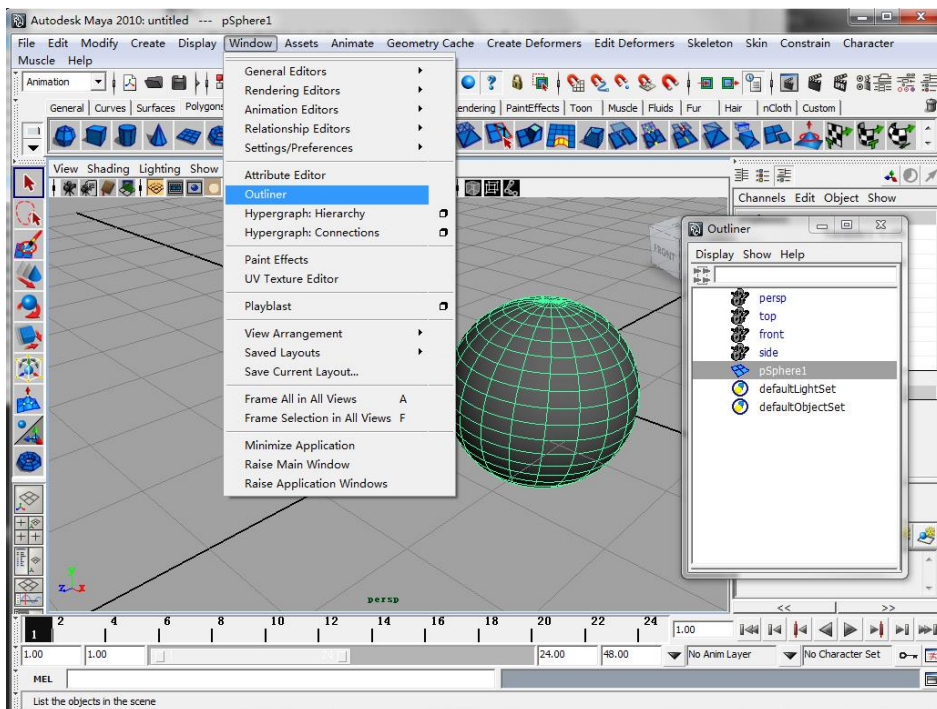 Autodesk Maya 2010: untitled --- pSphere1
File Edit Modify Create Display Window Assets Animate Geometry Cache Create Deformers Edit Deformers Skeleton Skin Constrain Character
Muscle Help
Animation
General Curves Surfaces Polygons
PaintEffects Toon Muscle Fluids Fur Hair nCloth Custom
General Editors
Rendering Editors
Animation Editors
Relationship Editors
Settings/Preferences
Attribute Editor
Outliner
Hypergraph: Hierarchy
Hypergraph: Connections
Paint Effects
UV Texture Editor
Playblast
View Arrangement
Saved Layouts
Save Current Layout...
Frame All in All Views A
Frame Selection in All Views F
Minimize Application
Raise Main Window
Raise Application Windows
View Shading Lighting Show
FRONT
persp
y
z x
Channels Edit Object Show
Outliner
Display Show Help
persp
top
front
side
pSphere1
defaultLightSet
defaultObjectSet
<< >>
1 2 4 6 8 10 12 14 16 18 20 22 24 1.00
1.00 1.00 24.00 48.00 No Anim Layer No Character Set
MEL
List the objects in the scene